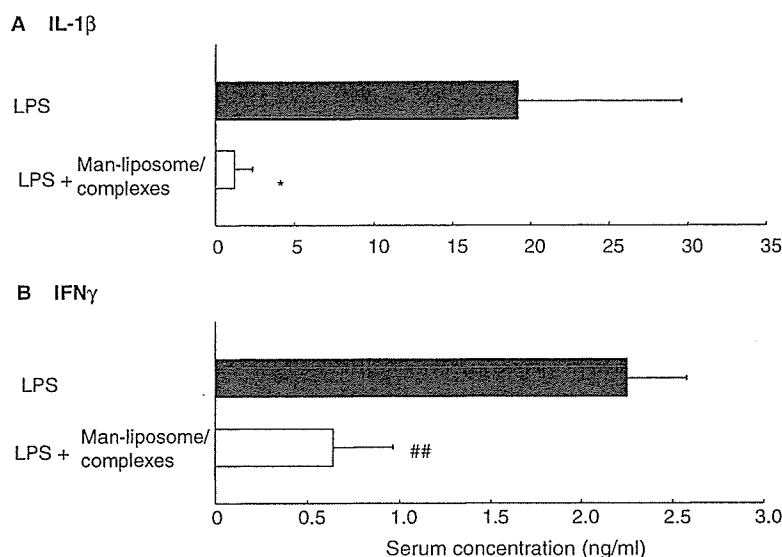 A IL-1β
LPS
LPS + Man-liposome/
complexes
*
0 5 10 15 20 25 30 35
B IFNγ
LPS
LPS + Man-liposome/
complexes
##
0 0.5 1.0 1.5 2.0 2.5 3.0
Serum concentration (ng/ml)